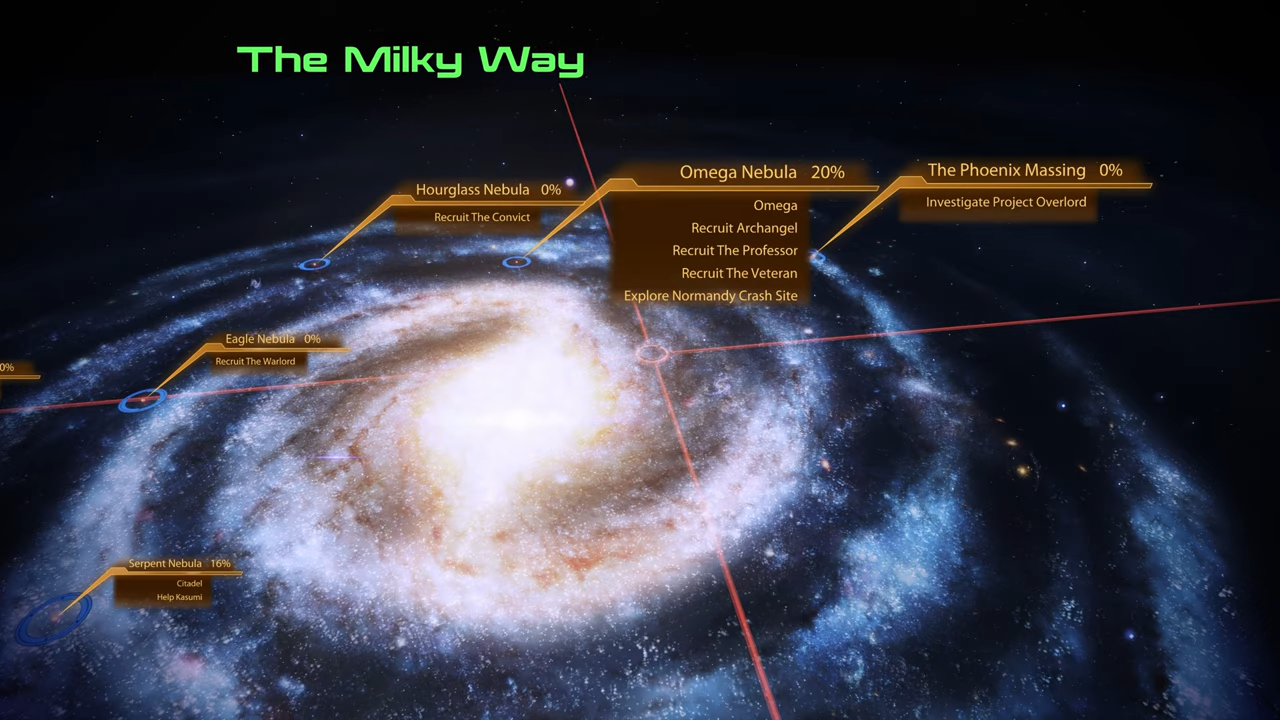 The Milky Way
Hourglass Nebula 0%
Recruit The Convict
Omega Nebula 20%
Omega
Recruit Archangel
Recruit The Professor
Recruit The Veteran
Explore Normandy Crash Site
The Phoenix Massing 0%
Investigate Project Overlord
Eagle Nebula 0%
Recruit The Warlord
0%
Serpent Nebula 16%
Citadel
Help Kasumi